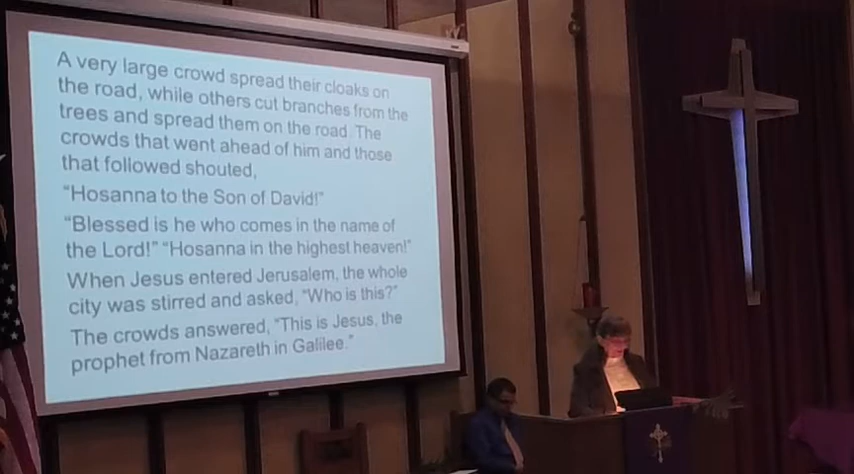 A very large crowd spread their cloaks on
the road, while others cut branches from the
trees and spread them on the road. The
crowds that went ahead of him and those
that followed shouted,
“Hosanna to the Son of David!”
“Blessed is he who comes in the name of
the Lord!” “Hosanna in the highest heaven!”
When Jesus entered Jerusalem, the whole
city was stirred and asked, “Who is this?”
The crowds answered, “This is Jesus, the
prophet from Nazareth in Galilee.”